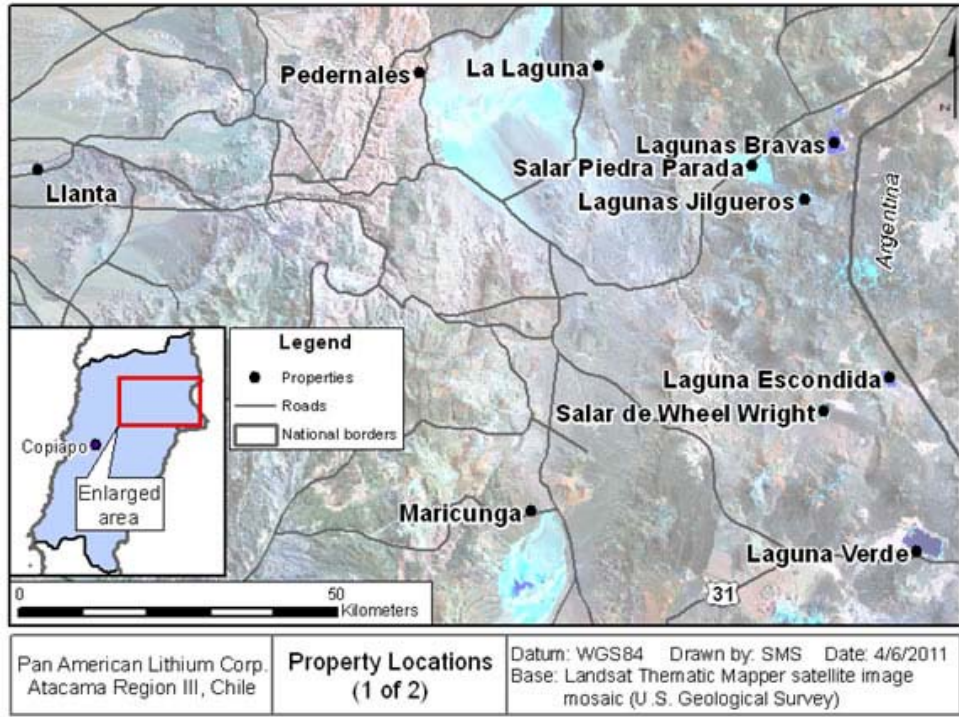 Pedernales
La Laguna
Lagunas Bravas
Salar Piedra Parada
Llanta
Lagunas Jilgueros
Argentina
N
Legend
Properties
Roads
National borders
Copiapo
Enlarged
area
Laguna Escondida
Salar de Wheel Wright
Maricunga
Laguna Verde
31
0 50
Kilometers
Pan American Lithium Corp.
Atacama Region III, Chile
Property Locations
(1 of 2)
Datum: WGS84 Drawn by: SMS Date: 4/6/2011
Base: Landsat Thematic Mapper satellite image
mosaic (U.S. Geological Survey)